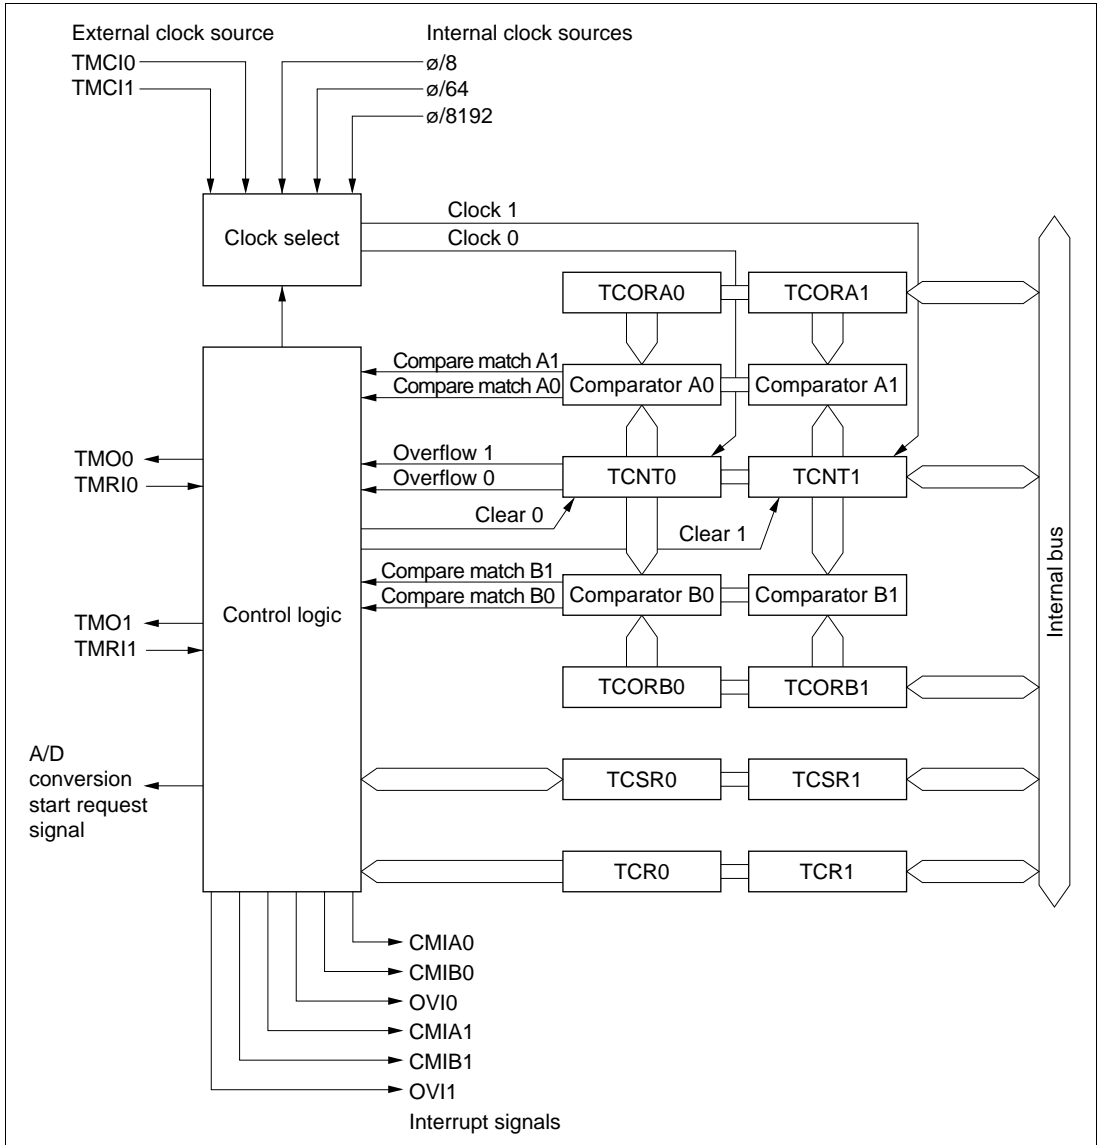 External clock source
Internal clock sources
TMCI0
TMCI1
ø/8
ø/64
ø/8192
Clock select
Clock 1
Clock 0
TCORA0
TCORA1
Compare match A1
Compare match A0
Comparator A0
Comparator A1
TMO0
TMRI0
Overflow 1
Overflow 0
TCNT0
TCNT1
Clear 0
Clear 1
Compare match B1
Compare match B0
Comparator B0
Comparator B1
Control logic
TMO1
TMRI1
Internal bus
TCORB0
TCORB1
A/D
conversion
start request
signal
TCSR0
TCSR1
TCR0
TCR1
CMIA0
CMIB0
OVI0
CMIA1
CMIB1
OVI1
Interrupt signals